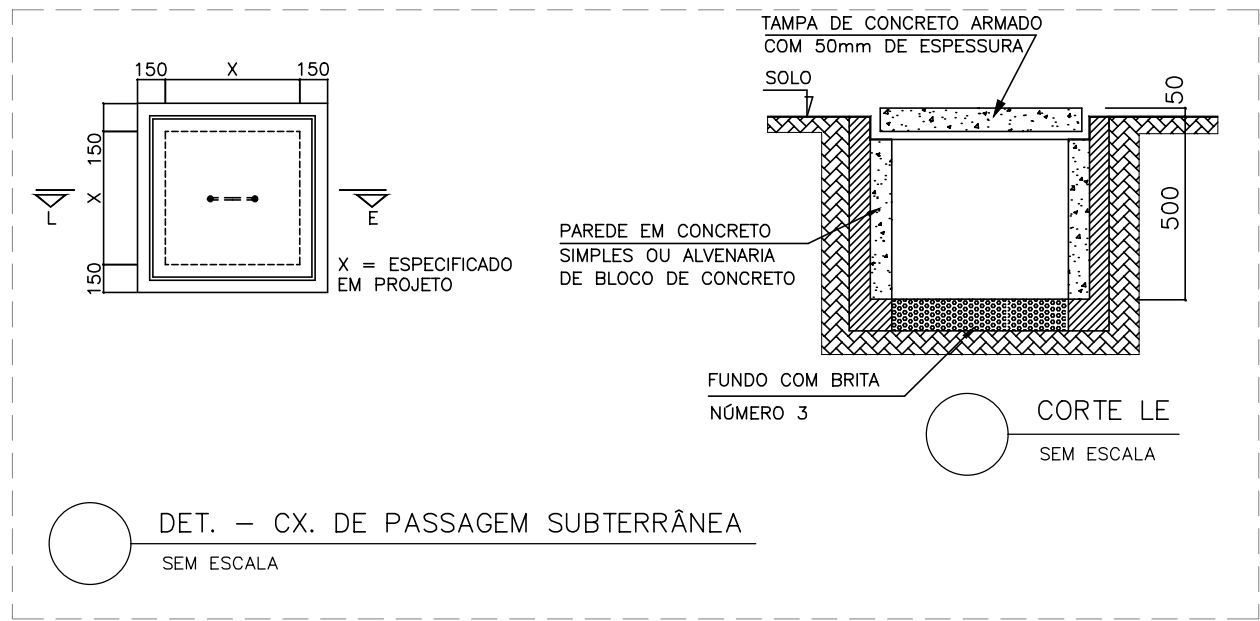 150 X 150
150
X
150
L
E
X = ESPECIFICADO
EM PROJETO
TAMPA DE CONCRETO ARMADO
COM 50mm DE ESPESSURA
SOLO
50
500
PAREDE EM CONCRETO
SIMPLES OU ALVENARIA
DE BLOCO DE CONCRETO
FUNDO COM BRITA
NÚMERO 3
CORTE LE
SEM ESCALA
DET. – CX. DE PASSAGEM SUBTERRÂNEA
SEM ESCALA